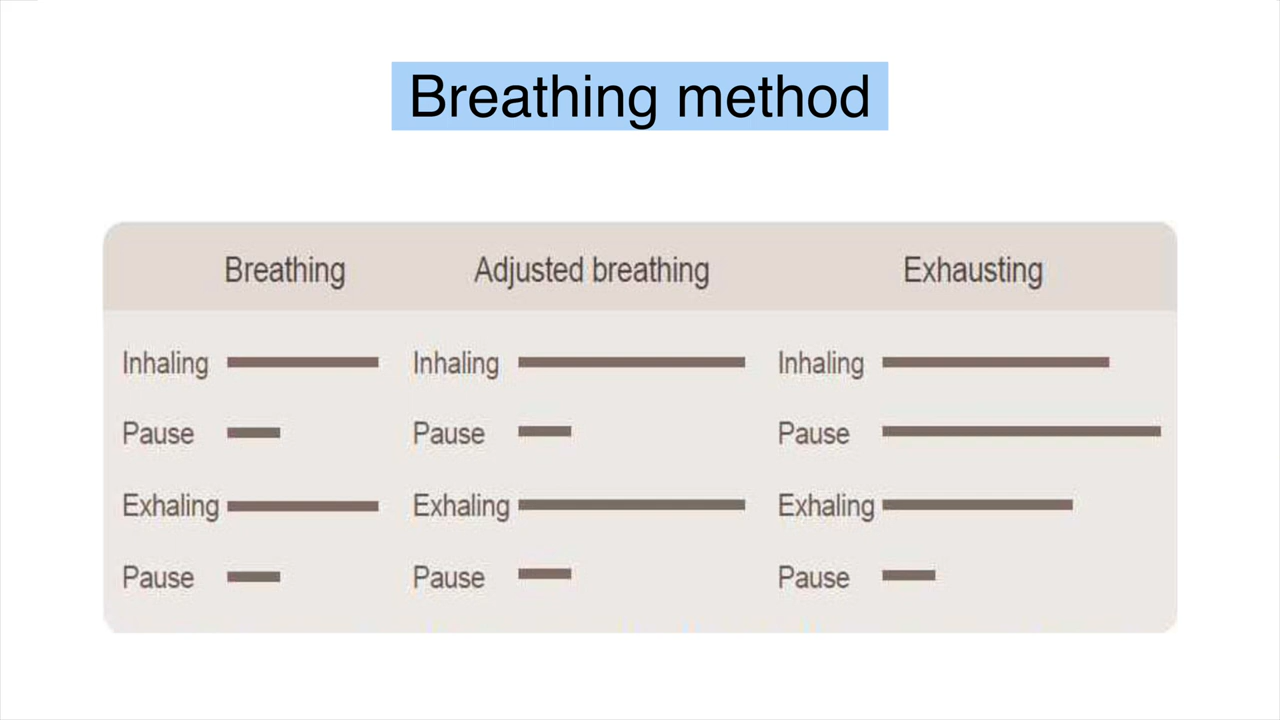 Breathing method
Breathing Adjusted breathing Exhausting
Inhaling Inhaling Inhaling
Pause Pause Pause
Exhaling Exhaling Exhaling
Pause Pause Pause